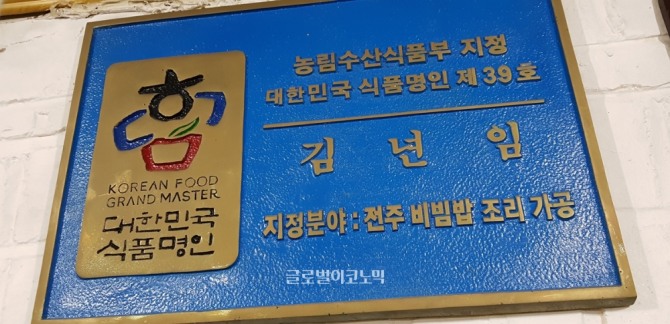 농림수산식품부 지정
대한민국 식품명인 제 39 호
김 년 임
지정분야 : 전주 비빔밥 조리 가공
KOREAN FOOD
GRAND MASTER
대한민국
식품명인
글로벌이코노믹